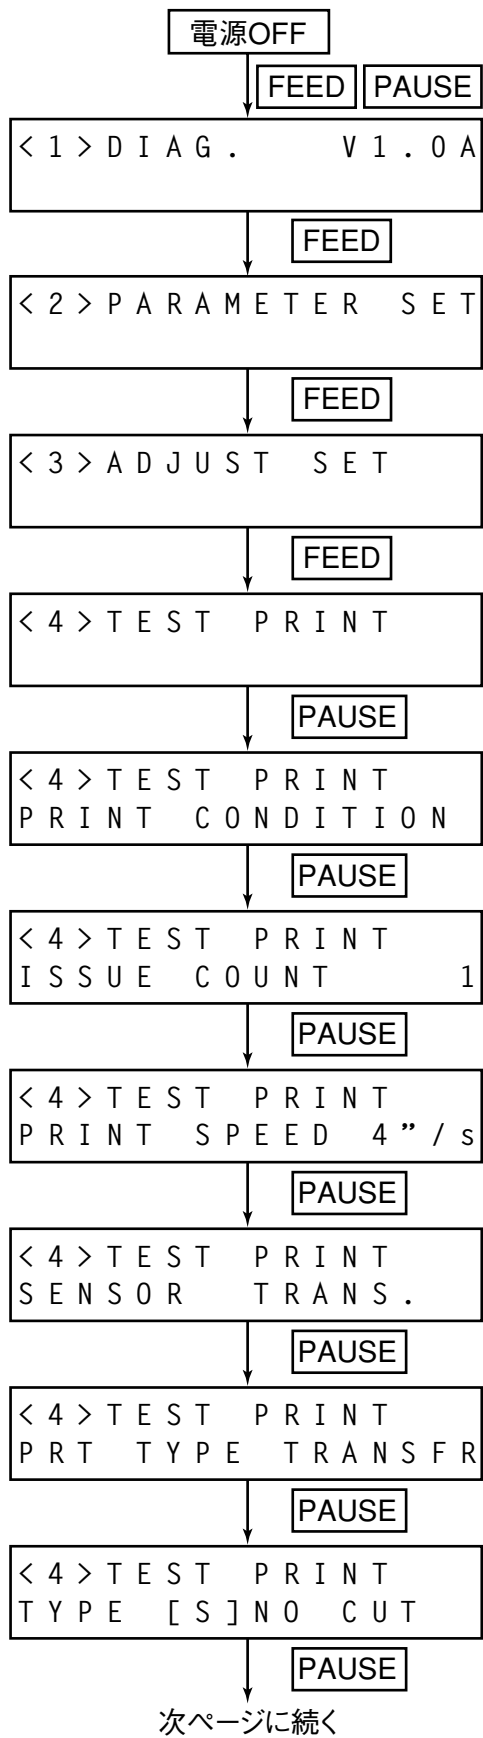 電源OFF
FEED PAUSE
<1>DIAG. V1.0A
FEED
<2>PARAMETER SET
FEED
<3>ADJUST SET
FEED
<4>TEST PRINT
PAUSE
<4>TEST PRINT
PRINT CONDITION
PAUSE
<4>TEST PRINT
ISSUE COUNT 1
PAUSE
<4>TEST PRINT
PRINT SPEED 4”/s
PAUSE
<4>TEST PRINT
SENSOR TRANS.
PAUSE
<4>TEST PRINT
PRT TYPE TRANSFR
PAUSE
<4>TEST PRINT
TYPE [S]NO CUT
PAUSE
次ページに続く